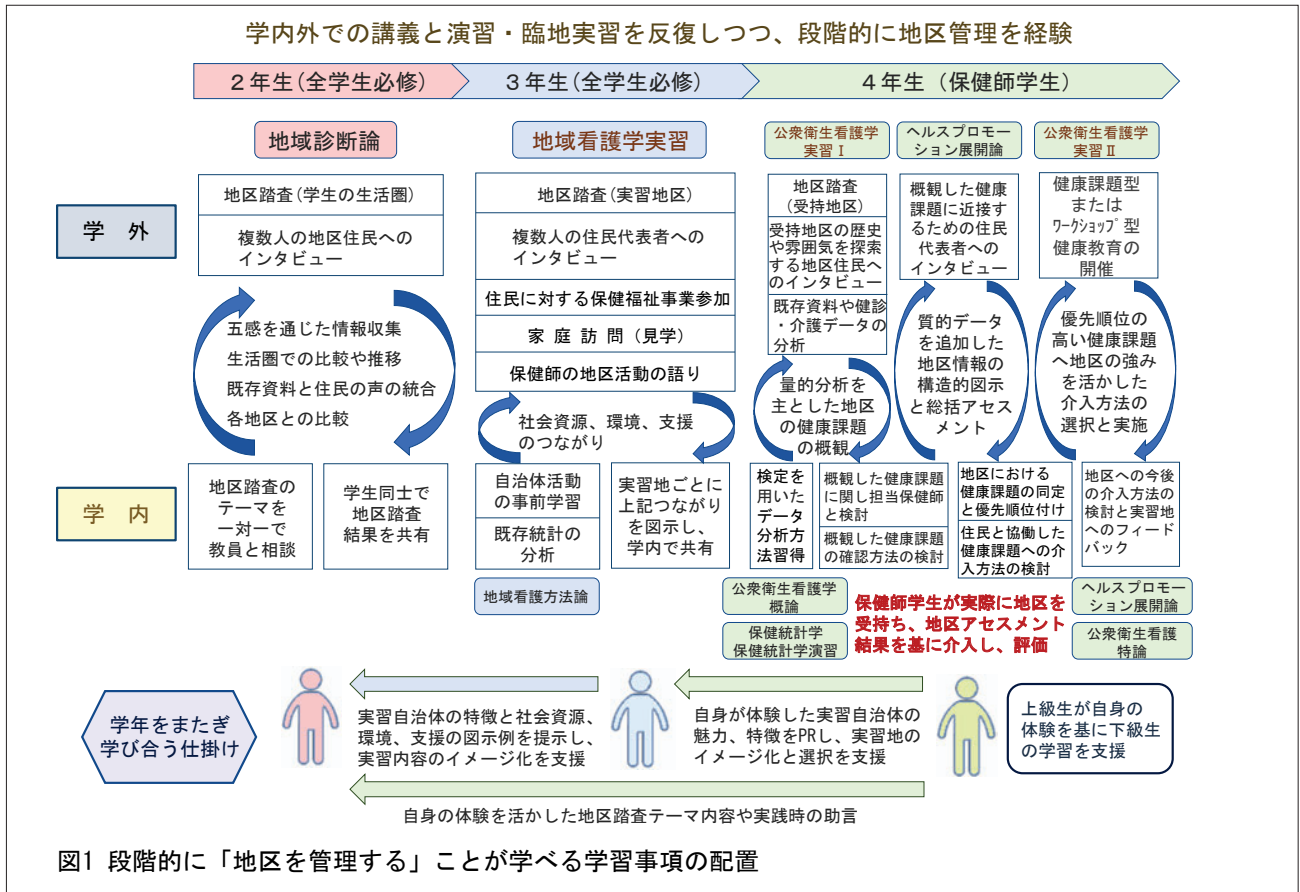 学内外での講義と演習・臨地実習を反復しつつ、段階的に地区管理を経験
2年生(全学生必修)
3年生(全学生必修)
4年生（保健師学生）
地域診断論
地域看護学実習
公衆衛生看護学
実習Ⅰ
ヘルスプロモー
ション展開論
公衆衛生看護学
実習Ⅱ
学 外
地区踏査(学生の生活圏)
複数人の地区住民への
インタビュー
地区踏査(実習地区)
複数人の住民代表者への
インタビュー
住民に対する保健福祉事業参加
家 庭 訪 問（見学）
保健師の地区活動の語り
地区踏査
(受持地区)
受持地区の歴史
や雰囲気を探索
する地区住民へ
のインタビュー
既存資料や健診
・介護データの
分析
概観した健康
課題に近接す
るための住民
代表者への
インタビュー
健康課題型
または
ﾜｰｸｼｮｯﾌﾟ型
健康教育の
開催
五感を通じた情報収集
生活圏での比較や推移
既存資料と住民の声の統合
各地区との比較
社会資源、環境、支援
のつながり
量的分析を
主とした地区
の健康課題
の概観
質的データ
を追加した
地区情報の
構造的図示
と総括アセス
メント
優先順位の
高い健康課題
へ地区の強み
を活かした
介入方法の
選択と実施
学 内
地区踏査の
テーマを
一対一で
教員と相談
学生同士で
地区踏査
結果を共有
自治体活動
の事前学習
既存統計の
分析
実習地ごとに
上記つながり
を図示し、
学内で共有
検定を
用いた
データ
分析方
法習得
概観した健康課題
に関し担当保健師
と検討
概観した健康課題
の確認方法の検討
地区における
健康課題の同定
と優先順位付け
住民と協働した
健康課題への介
入方法の検討
地区への今後
の介入方法の
検討と実習地
へのフィード
バック
地域看護方法論
公衆衛生看護学
概論
保健統計学
保健統計学演習
保健師学生が実際に地区を
受持ち、地区アセスメント
結果を基に介入し、評価
ヘルスプロモー
ション展開論
公衆衛生看護
特論
学年をまたぎ
学び合う仕掛け
実習自治体の特徴と社会資源、
環境、支援の図示例を提示し、
実習内容のイメージ化を支援
自身が体験した実習自治体の
魅力、特徴をPRし、実習地の
イメージ化と選択を支援
上級生が自身の
体験を基に下級生
の学習を支援
自身の体験を活かした地区踏査テーマ内容や実践時の助言
図1 段階的に「地区を管理する」ことが学べる学習事項の配置